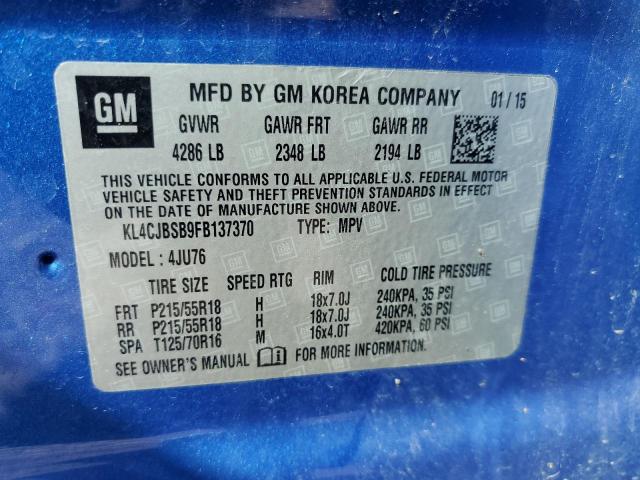 GM MFD BY GM KOREA COMPANY 01/15
GVWR GAWR FRT GAWR RR
4286 LB 2348 LB 2194 LB
THIS VEHICLE CONFORMS TO ALL APPLICABLE U.S. FEDERAL MOTOR
VEHICLE SAFETY AND THEFT PREVENTION STANDARDS IN EFFECT
ON THE DATE OF MANUFACTURE SHOWN ABOVE.
KL4CJBSB9FB137370 TYPE: MPV
MODEL : 4JU76
TIRE SIZE SPEED RTG RIM COLD TIRE PRESSURE
FRT P215/55R18 H 18x7.0J 240KPA, 35 PSI
RR P215/55R18 H 18x7.0J 240KPA, 35 PSI
SPA T125/70R16 M 16x4.0T 420KPA, 60 PSI
SEE OWNER'S MANUAL FOR MORE INFORMATION.